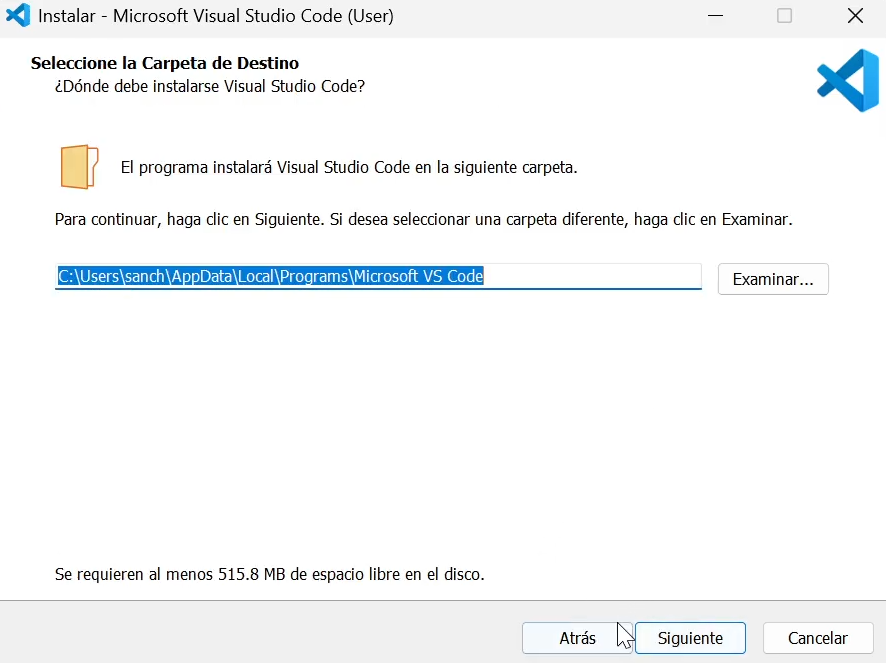 Instalar - Microsoft Visual Studio Code (User)
Seleccione la Carpeta de Destino
¿Dónde debe instalarse Visual Studio Code?
El programa instalará Visual Studio Code en la siguiente carpeta.
Para continuar, haga clic en Siguiente. Si desea seleccionar una carpeta diferente, haga clic en Examinar.
C:\Users\sanch\AppData\Local\Programs\Microsoft VS Code
Examinar...
Se requieren al menos 515.8 MB de espacio libre en el disco.
Atrás
Siguiente
Cancelar